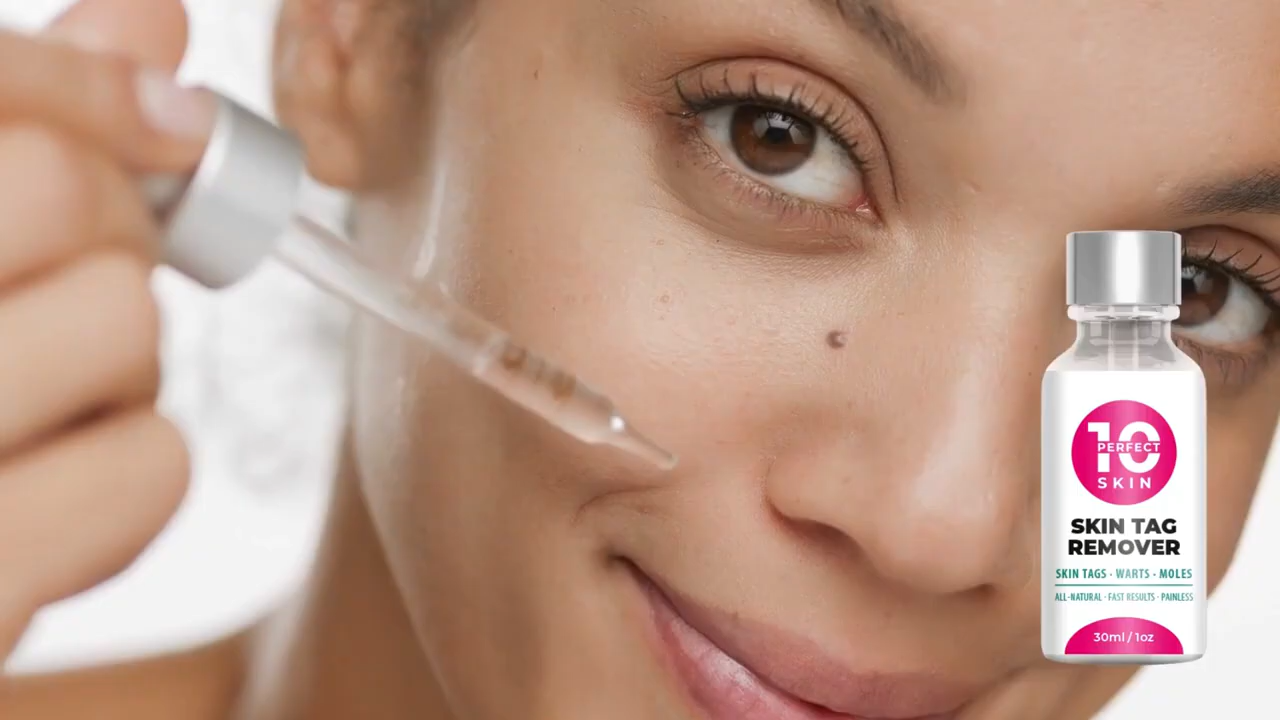 10
PERFECT
SKIN
SKIN TAG
REMOVER
SKIN TAGS · WARTS · MOLES
ALL-NATURAL · FAST RESULTS · PAINLESS
30ml / 1oz